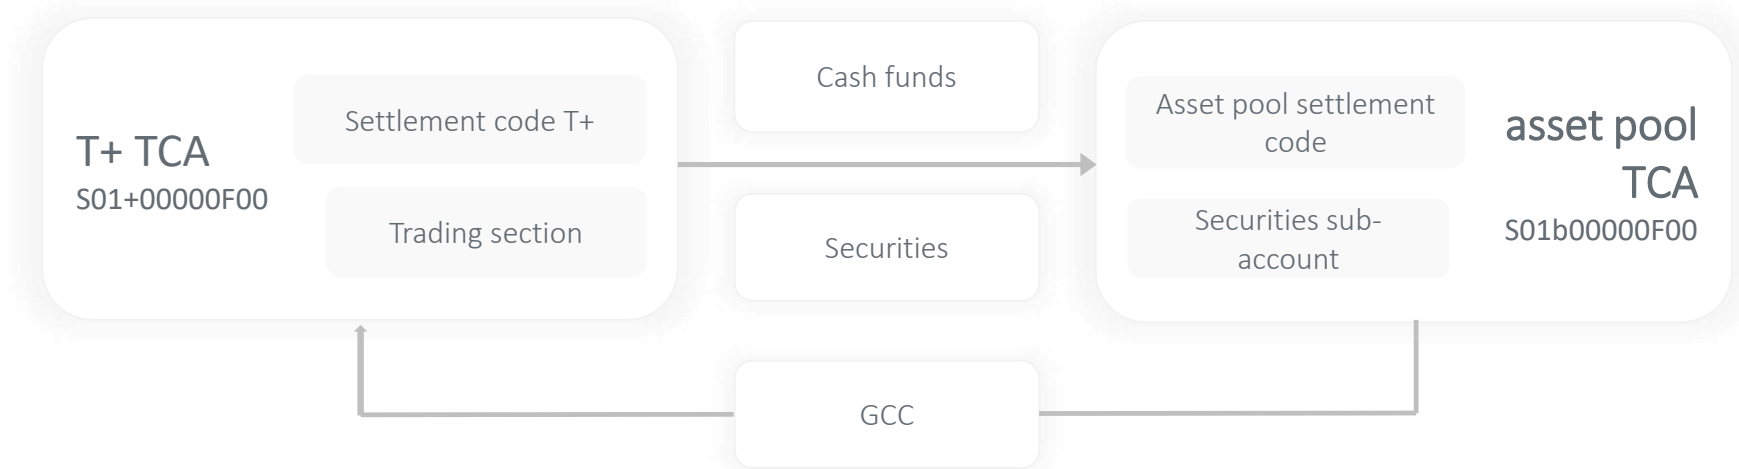 T+ TCA
S01+00000F00
Settlement code T+
Trading section
Cash funds
Securities
GCC
Asset pool settlement
code
Securities sub-
account
asset pool
TCA
S01b00000F00